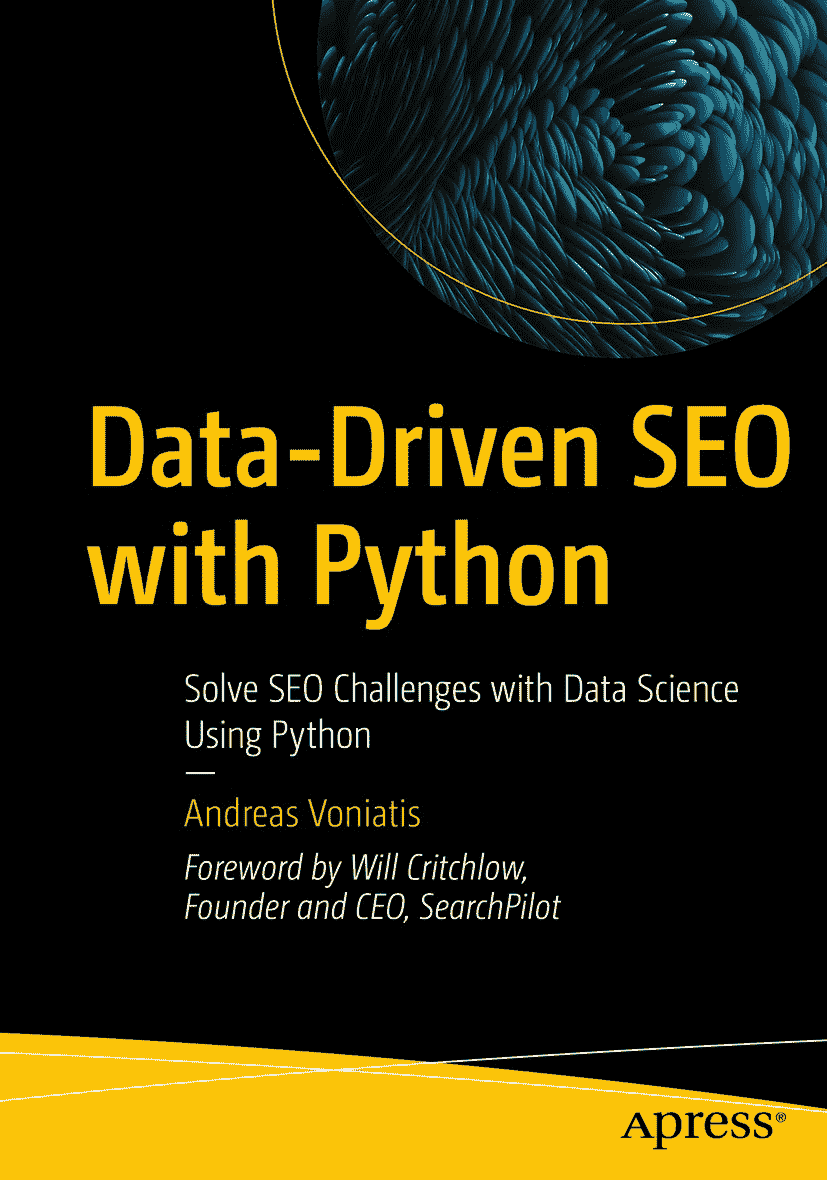 Data-Driven SEO
with Python
Solve SEO Challenges with Data Science
Using Python
Andreas Voniatis
Foreword by Will Critchlow,
Founder and CEO, SearchPilot
Apress®